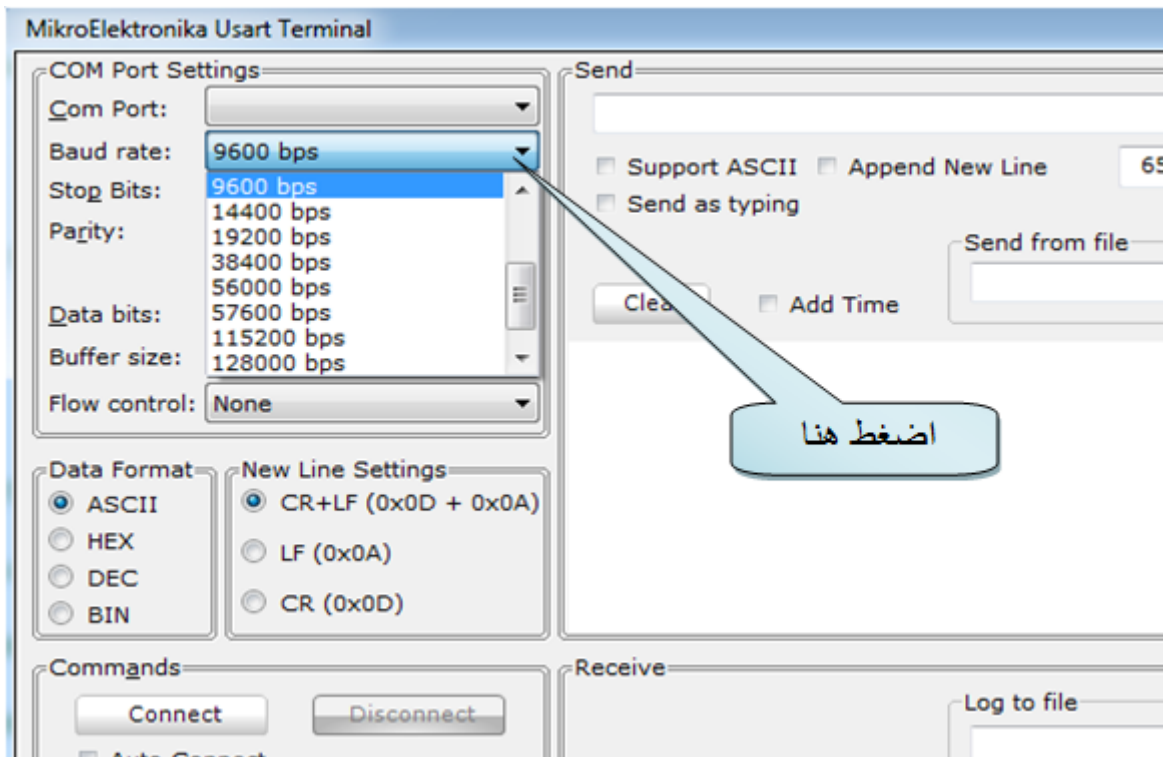 MikroElektronika Usart Terminal
COM Port Settings
Com Port:
Baud rate: 9600 bps
Stop Bits:
Parity:
Data bits:
Buffer size:
9600 bps
14400 bps
19200 bps
38400 bps
56000 bps
57600 bps
115200 bps
128000 bps
Flow control: None
Data Format
ASCII
HEX
DEC
BIN
New Line Settings
CR+LF (0x0D + 0x0A)
LF (0x0A)
CR (0x0D)
Commands
Connect Disconnect
Auto Connect
Send
Support ASCII Append New Line 65
Send as typing
Send from file
Clear Add Time
اضغط هنا
Receive
Log to file